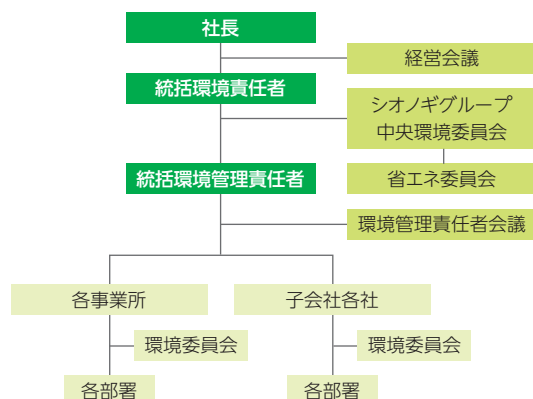 社長
経営会議
統括環境責任者
シオノギグループ
中央環境委員会
統括環境管理責任者
省エネ委員会
環境管理責任者会議
各事業所
子会社各社
環境委員会
環境委員会
各部署
各部署